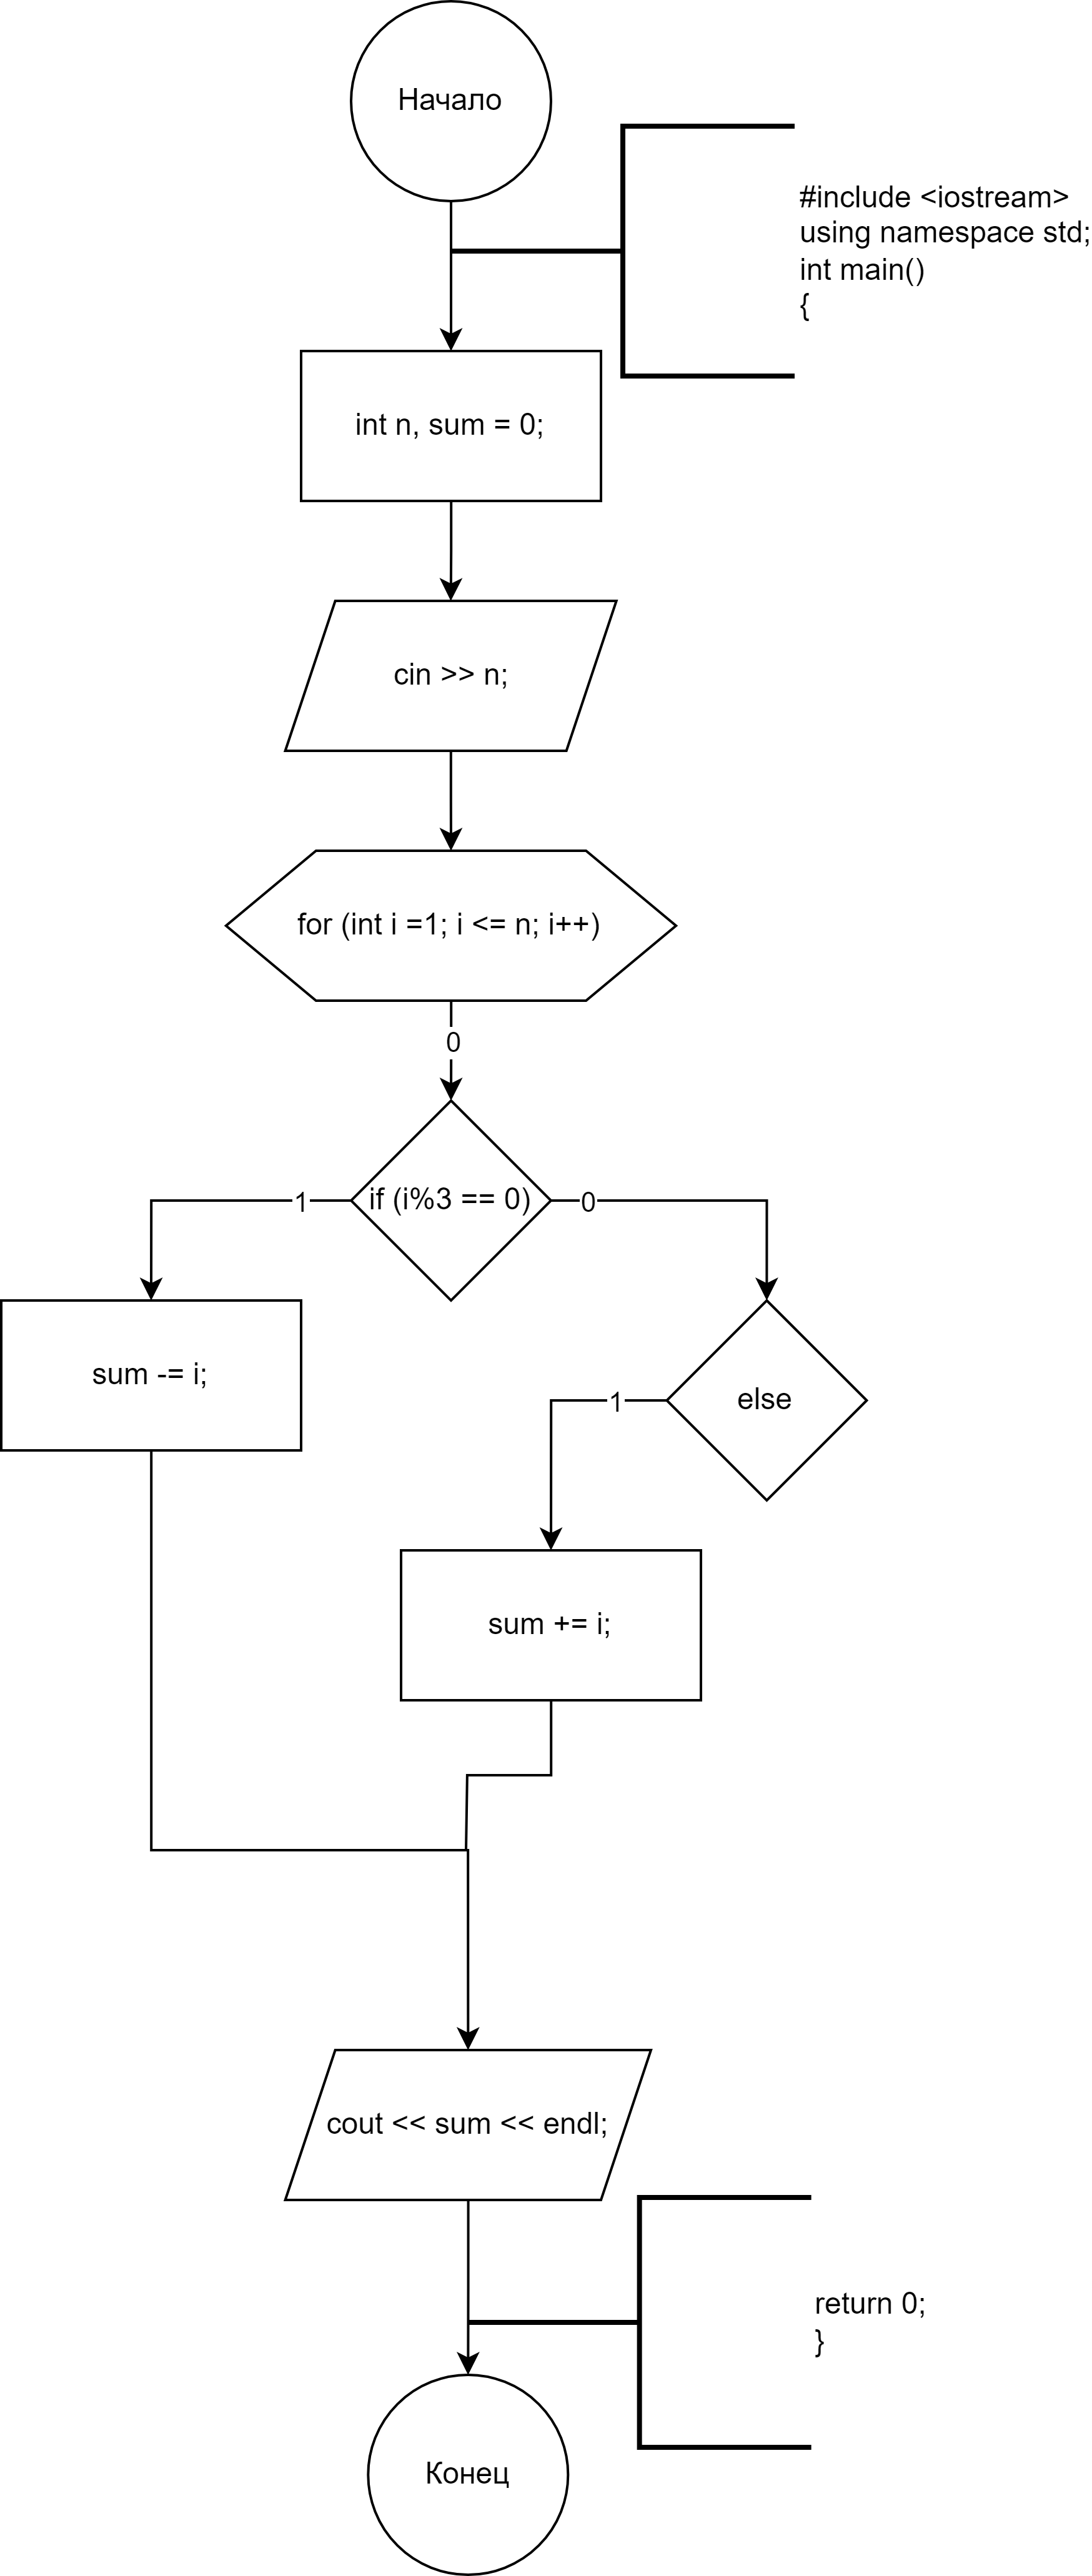 Начало
#include <iostream>
using namespace std;
int main()
{
int n, sum = 0;
cin >> n;
for (int i =1; i <= n; i++)
0
if (i%3 == 0)
1
0
sum -= i;
else
1
sum += i;
cout << sum << endl;
return 0;
}
Конец